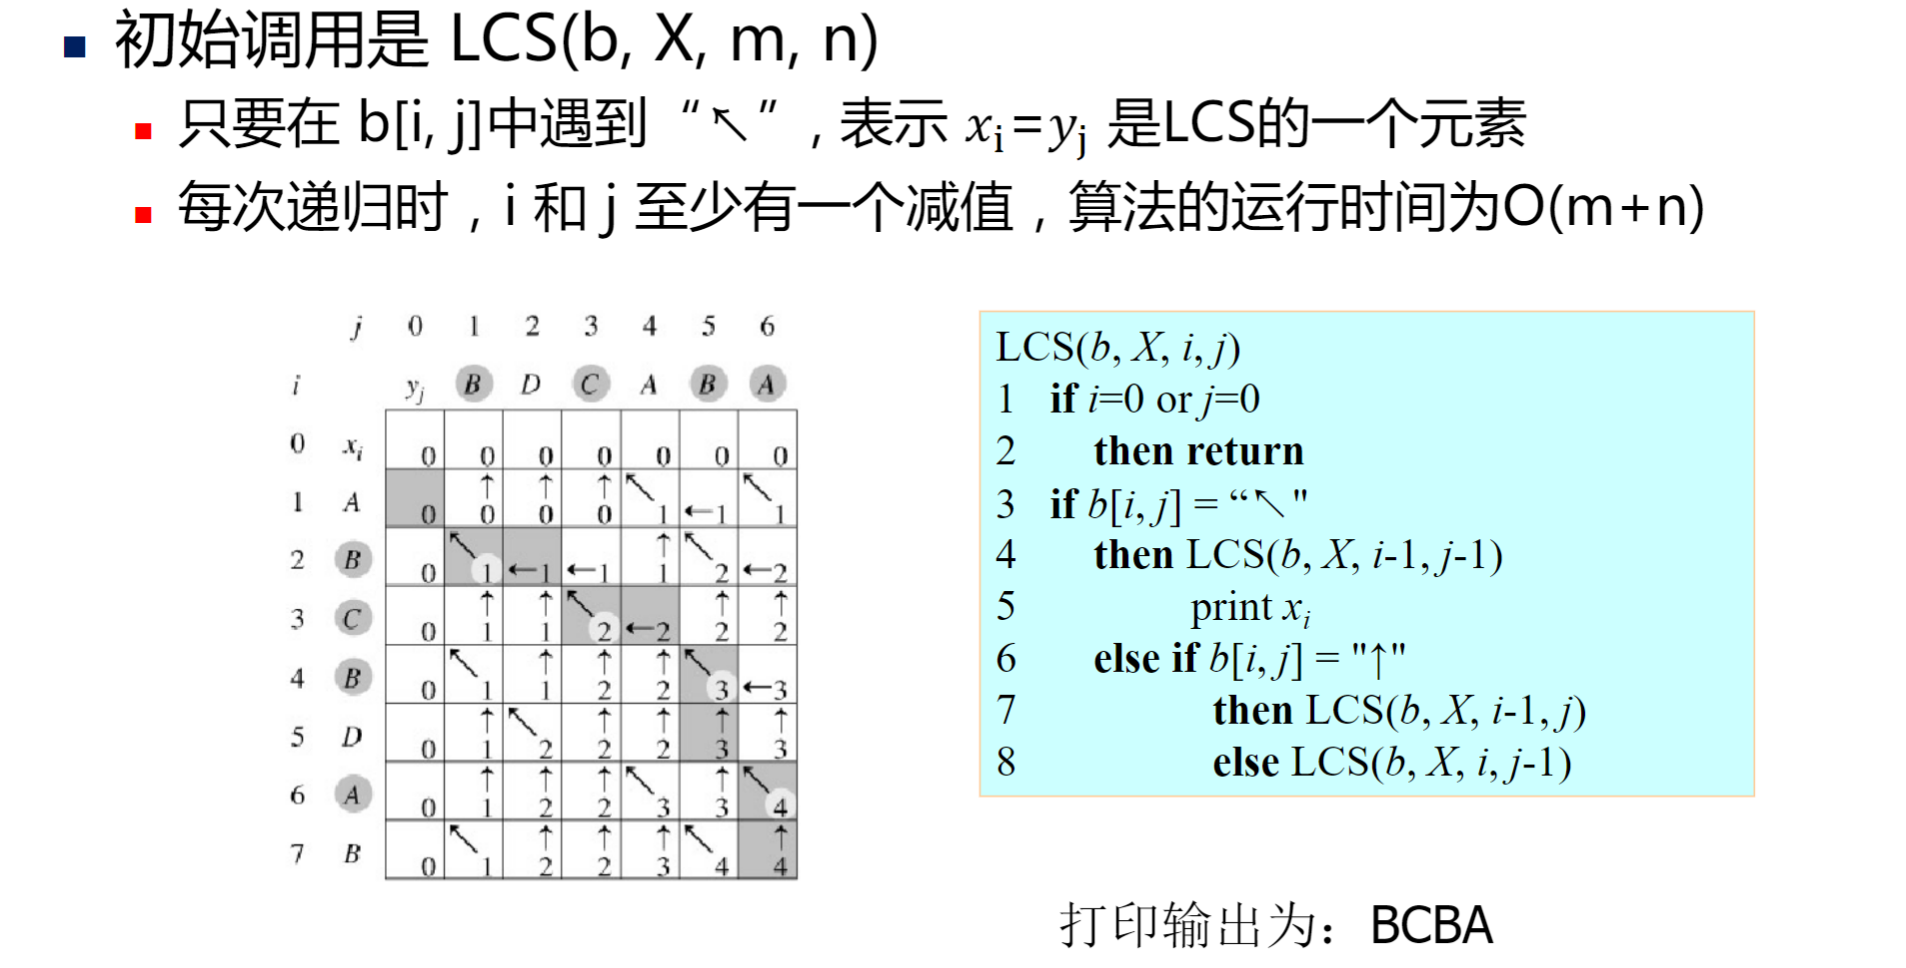 初始调用是 LCS(b, X, m, n)
只要在 b[i, j]中遇到“↖”,表示 xᵢ=yⱼ 是LCS的一个元素
每次递归时，i 和 j 至少有一个减值，算法的运行时间为O(m+n)
j 0 1 2 3 4 5 6
i yⱼ B D C A B A
0 xᵢ 0 0 0 0 0 0 0
1 A 0 ↑0 ↑0 ↑0 ↖1 ←1 ↖1
2 B 0 ↖1 ←1 ←1 ↑1 ↖2 ←2
3 C 0 ↑1 ↑1 ↖2 ←2 ↑2 ↑2
4 B 0 ↖1 ↑1 ↑2 ↑2 ↖3 ←3
5 D 0 ↑1 ↖2 ↑2 ↑2 ↑3 ↑3
6 A 0 ↑1 ↑2 ↑2 ↖3 ↑3 ↖4
7 B 0 ↖1 ↑2 ↑2 ↑3 ↖4 ↑4
LCS(b, X, i, j)
1 if i=0 or j=0
2 then return
3 if b[i, j] = “↖"
4 then LCS(b, X, i-1, j-1)
5 print xᵢ
6 else if b[i, j] = "↑"
7 then LCS(b, X, i-1, j)
8 else LCS(b, X, i, j-1)
打印输出为：BCBA